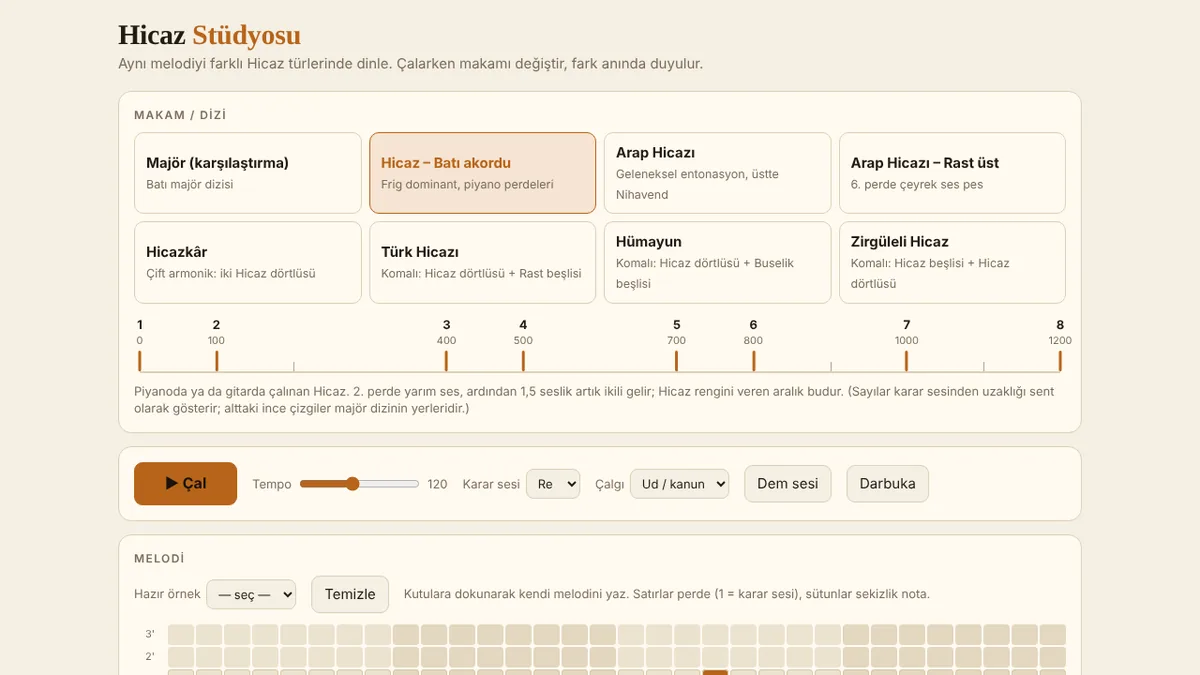 Hicaz Stüdyosu
Aynı melodiyi farklı Hicaz türlerinde dinle. Çalarken makamı değiştir, fark anında duyulur.
MAKAM / DİZİ
Majör (karşılaştırma)
Batı majör dizisi
Hicaz – Batı akordu
Frig dominant, piyano perdeleri
Arap Hicazı
Geleneksel entonasyon, üstte
Nihavend
Arap Hicazı – Rast üst
6. perde çeyrek ses pes
Hicazkâr
Çift armonik: iki Hicaz dörtlüsü
Türk Hicazı
Komalı: Hicaz dörtlüsü + Rast beşlisi
Hümayun
Komalı: Hicaz dörtlüsü + Buselik
beşlisi
Zirgüleli Hicaz
Komalı: Hicaz beşlisi + Hicaz
dörtlüsü
1 2 3 4 5 6 7 8
0 100 400 500 700 800 1000 1200
Piyanoda ya da gitarda çalınan Hicaz. 2. perde yarım ses, ardından 1,5 seslik artık ikili gelir; Hicaz rengini veren aralık budur. (Sayılar karar sesinden uzaklığı sent
olarak gösterir; alttaki ince çizgiler majör dizinin yerleridir.)
▶ Çal Tempo 120 Karar sesi Re Çalgı Ud / kanun Dem sesi Darbuka
MELODİ
Hazır örnek — seç — Temizle Kutulara dokunarak kendi melodini yaz. Satırlar perde (1 = karar sesi), sütunlar sekizlik nota.
3'
2'